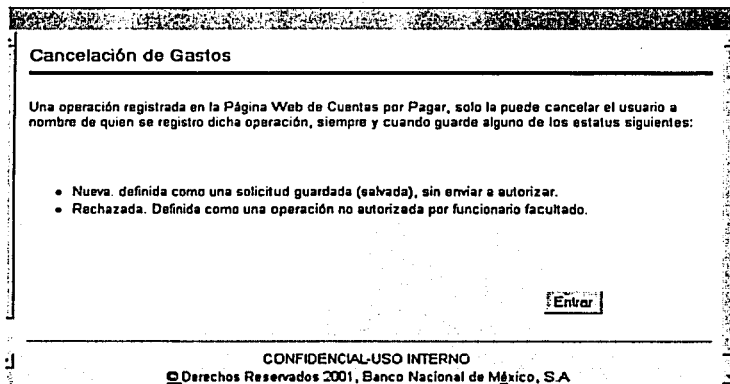 Cancelación de Gastos
Una operación registrada en la Página Web de Cuentas por Pagar, solo la puede cancelar el usuario a
nombre de quien se registro dicha operación, siempre y cuando guarde alguno de los estatus siguientes:
• Nueva. definida como una solicitud guardada (salvada), sin enviar a autorizar.
• Rechazada. Definida como una operación no autorizada por funcionario facultado.
Entrar
CONFIDENCIAL-USO INTERNO
© Derechos Reservados 2001, Banco Nacional de México, S.A